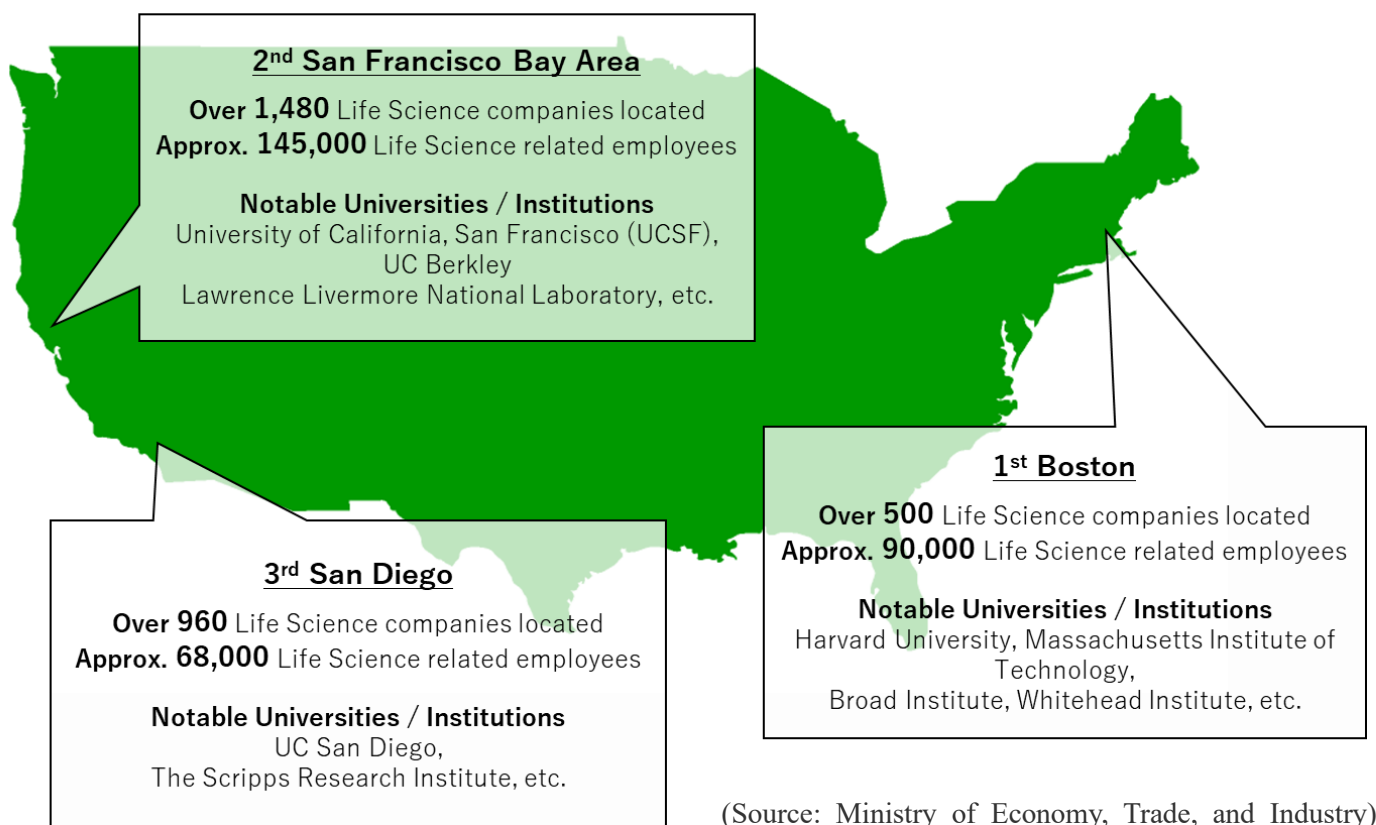 2nd San Francisco Bay Area
Over 1,480 Life Science companies located
Approx. 145,000 Life Science related employees
Notable Universities / Institutions
University of California, San Francisco (UCSF),
UC Berkley
Lawrence Livermore National Laboratory, etc.
1st Boston
Over 500 Life Science companies located
Approx. 90,000 Life Science related employees
Notable Universities / Institutions
Harvard University, Massachusetts Institute of
Technology,
Broad Institute, Whitehead Institute, etc.
3rd San Diego
Over 960 Life Science companies located
Approx. 68,000 Life Science related employees
Notable Universities / Institutions
UC San Diego,
The Scripps Research Institute, etc.
(Source: Ministry of Economy, Trade, and Industry)